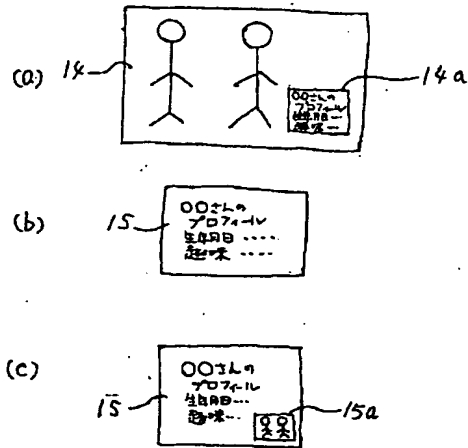 (a) 14
14a
○○さんの
プロフィール
生年月日 ---
趣味 ---
(b) 15
○○さんの
プロフィール
生年月日 .....
趣味 ....
(c)
15
○○さんの
プロフィール
生年月日 ...
趣味 ...
15a